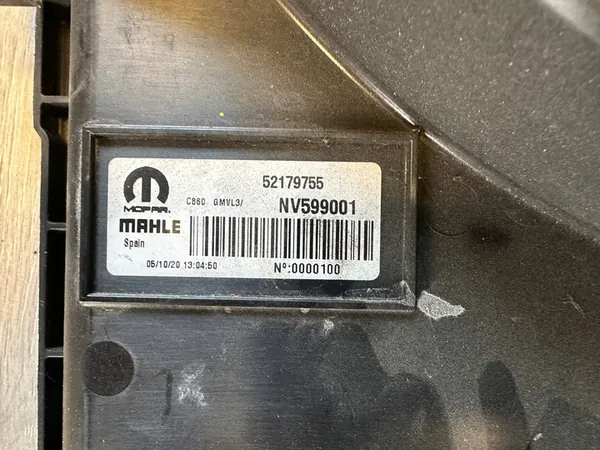 52179755
MOPAR. C860 GMVL3/ NV599001
MAHLE
Spain
05/10/20 13:04:50 Nº:0000100